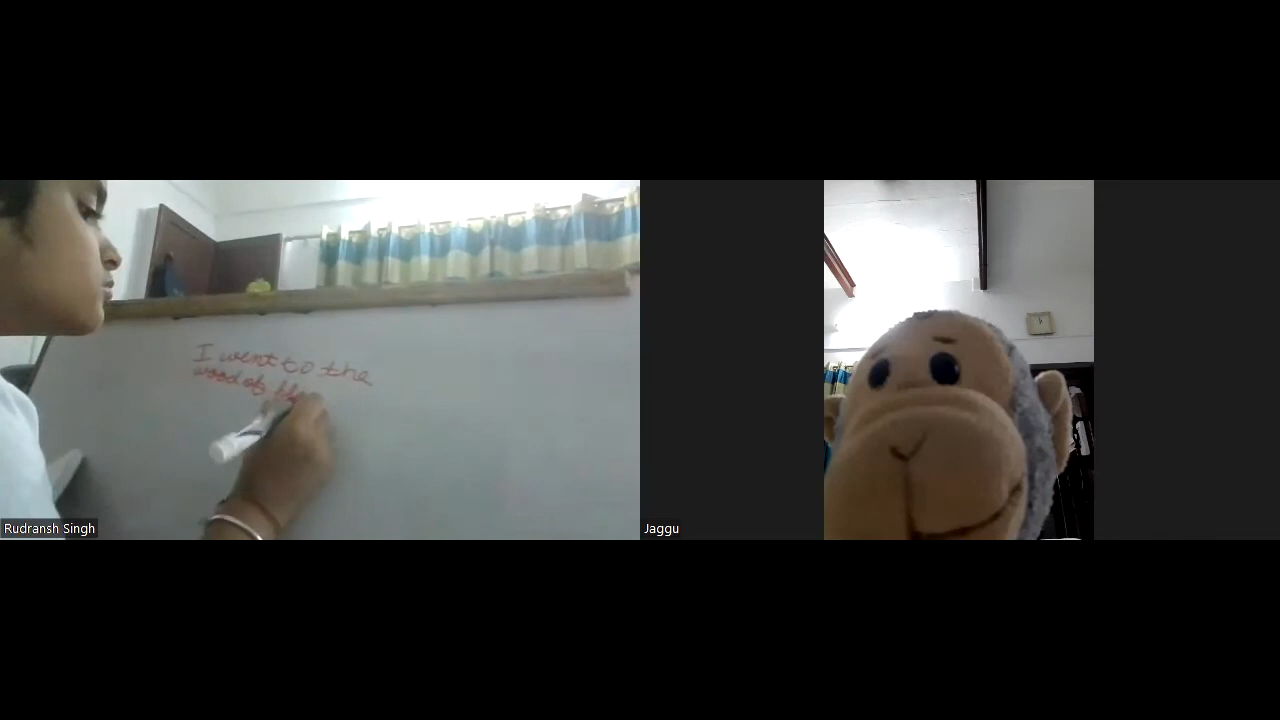 I went to the
wood of
Rudransh Singh
Jaggu